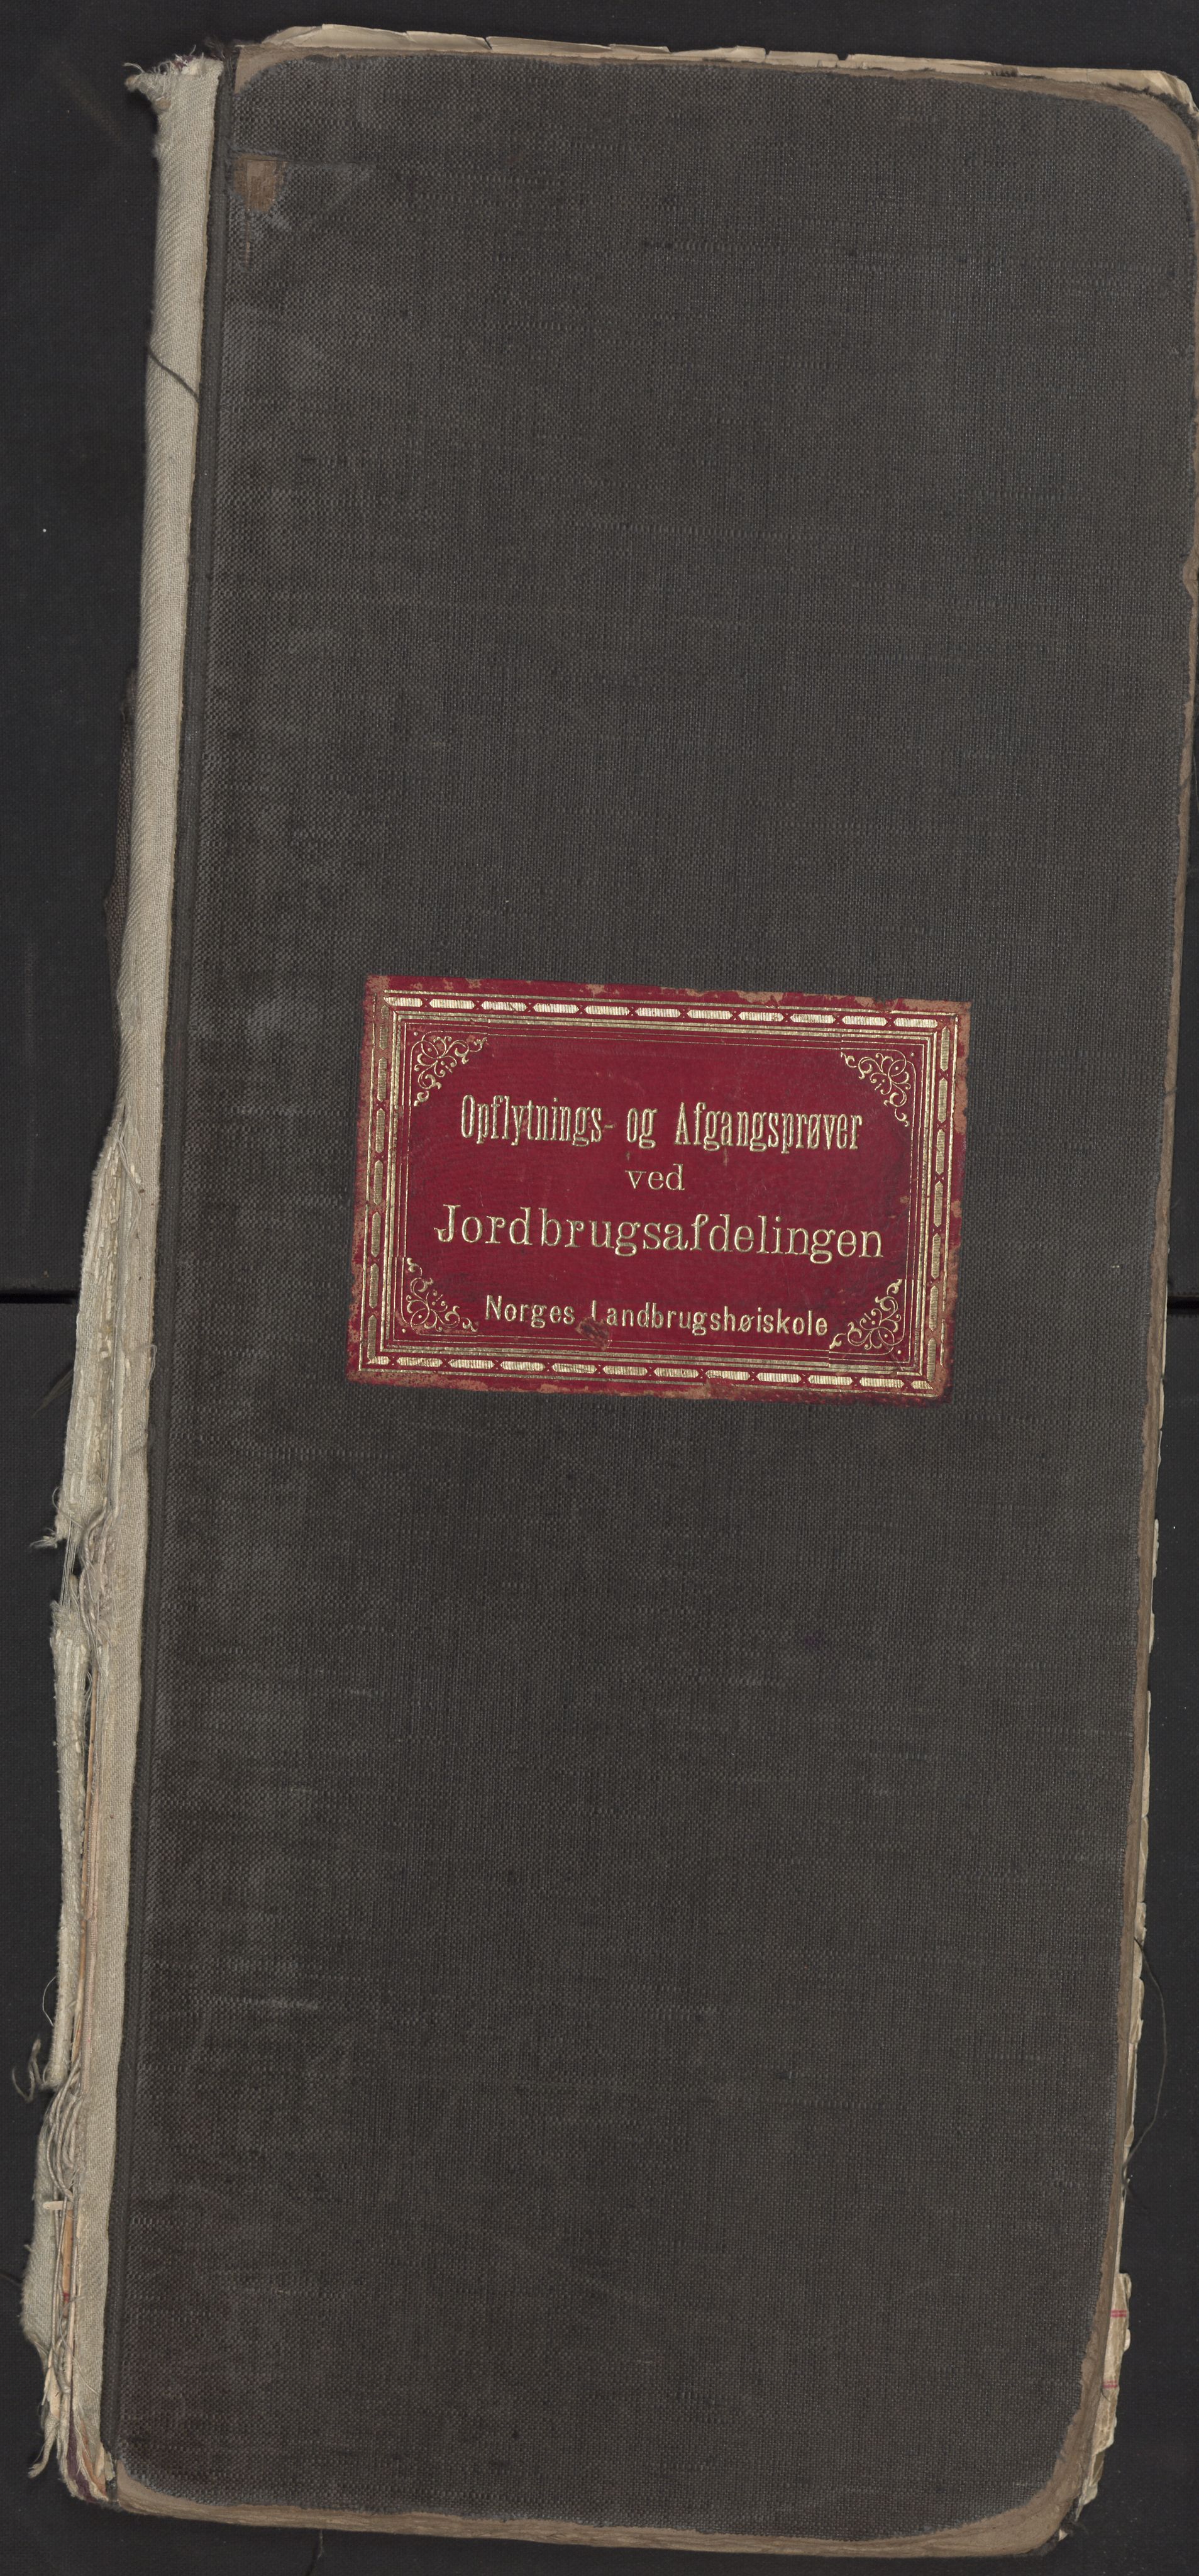 Opflytnings- og Afgangsprøver
ved
Jordbrugsafdelingen
Norges Landbrugshøiskole